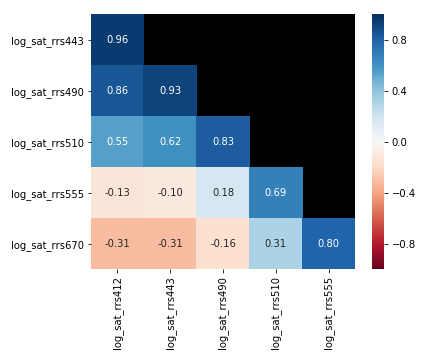 log_sat_rrs443 0.96 0.8
log_sat_rrs490 0.86 0.93 0.4
log_sat_rrs510 0.55 0.62 0.83 0.0
log_sat_rrs555 -0.13 -0.10 0.18 0.69 −0.4
log_sat_rrs670 -0.31 -0.31 -0.16 0.31 0.80 −0.8
log_sat_rrs412
log_sat_rrs443
log_sat_rrs490
log_sat_rrs510
log_sat_rrs555